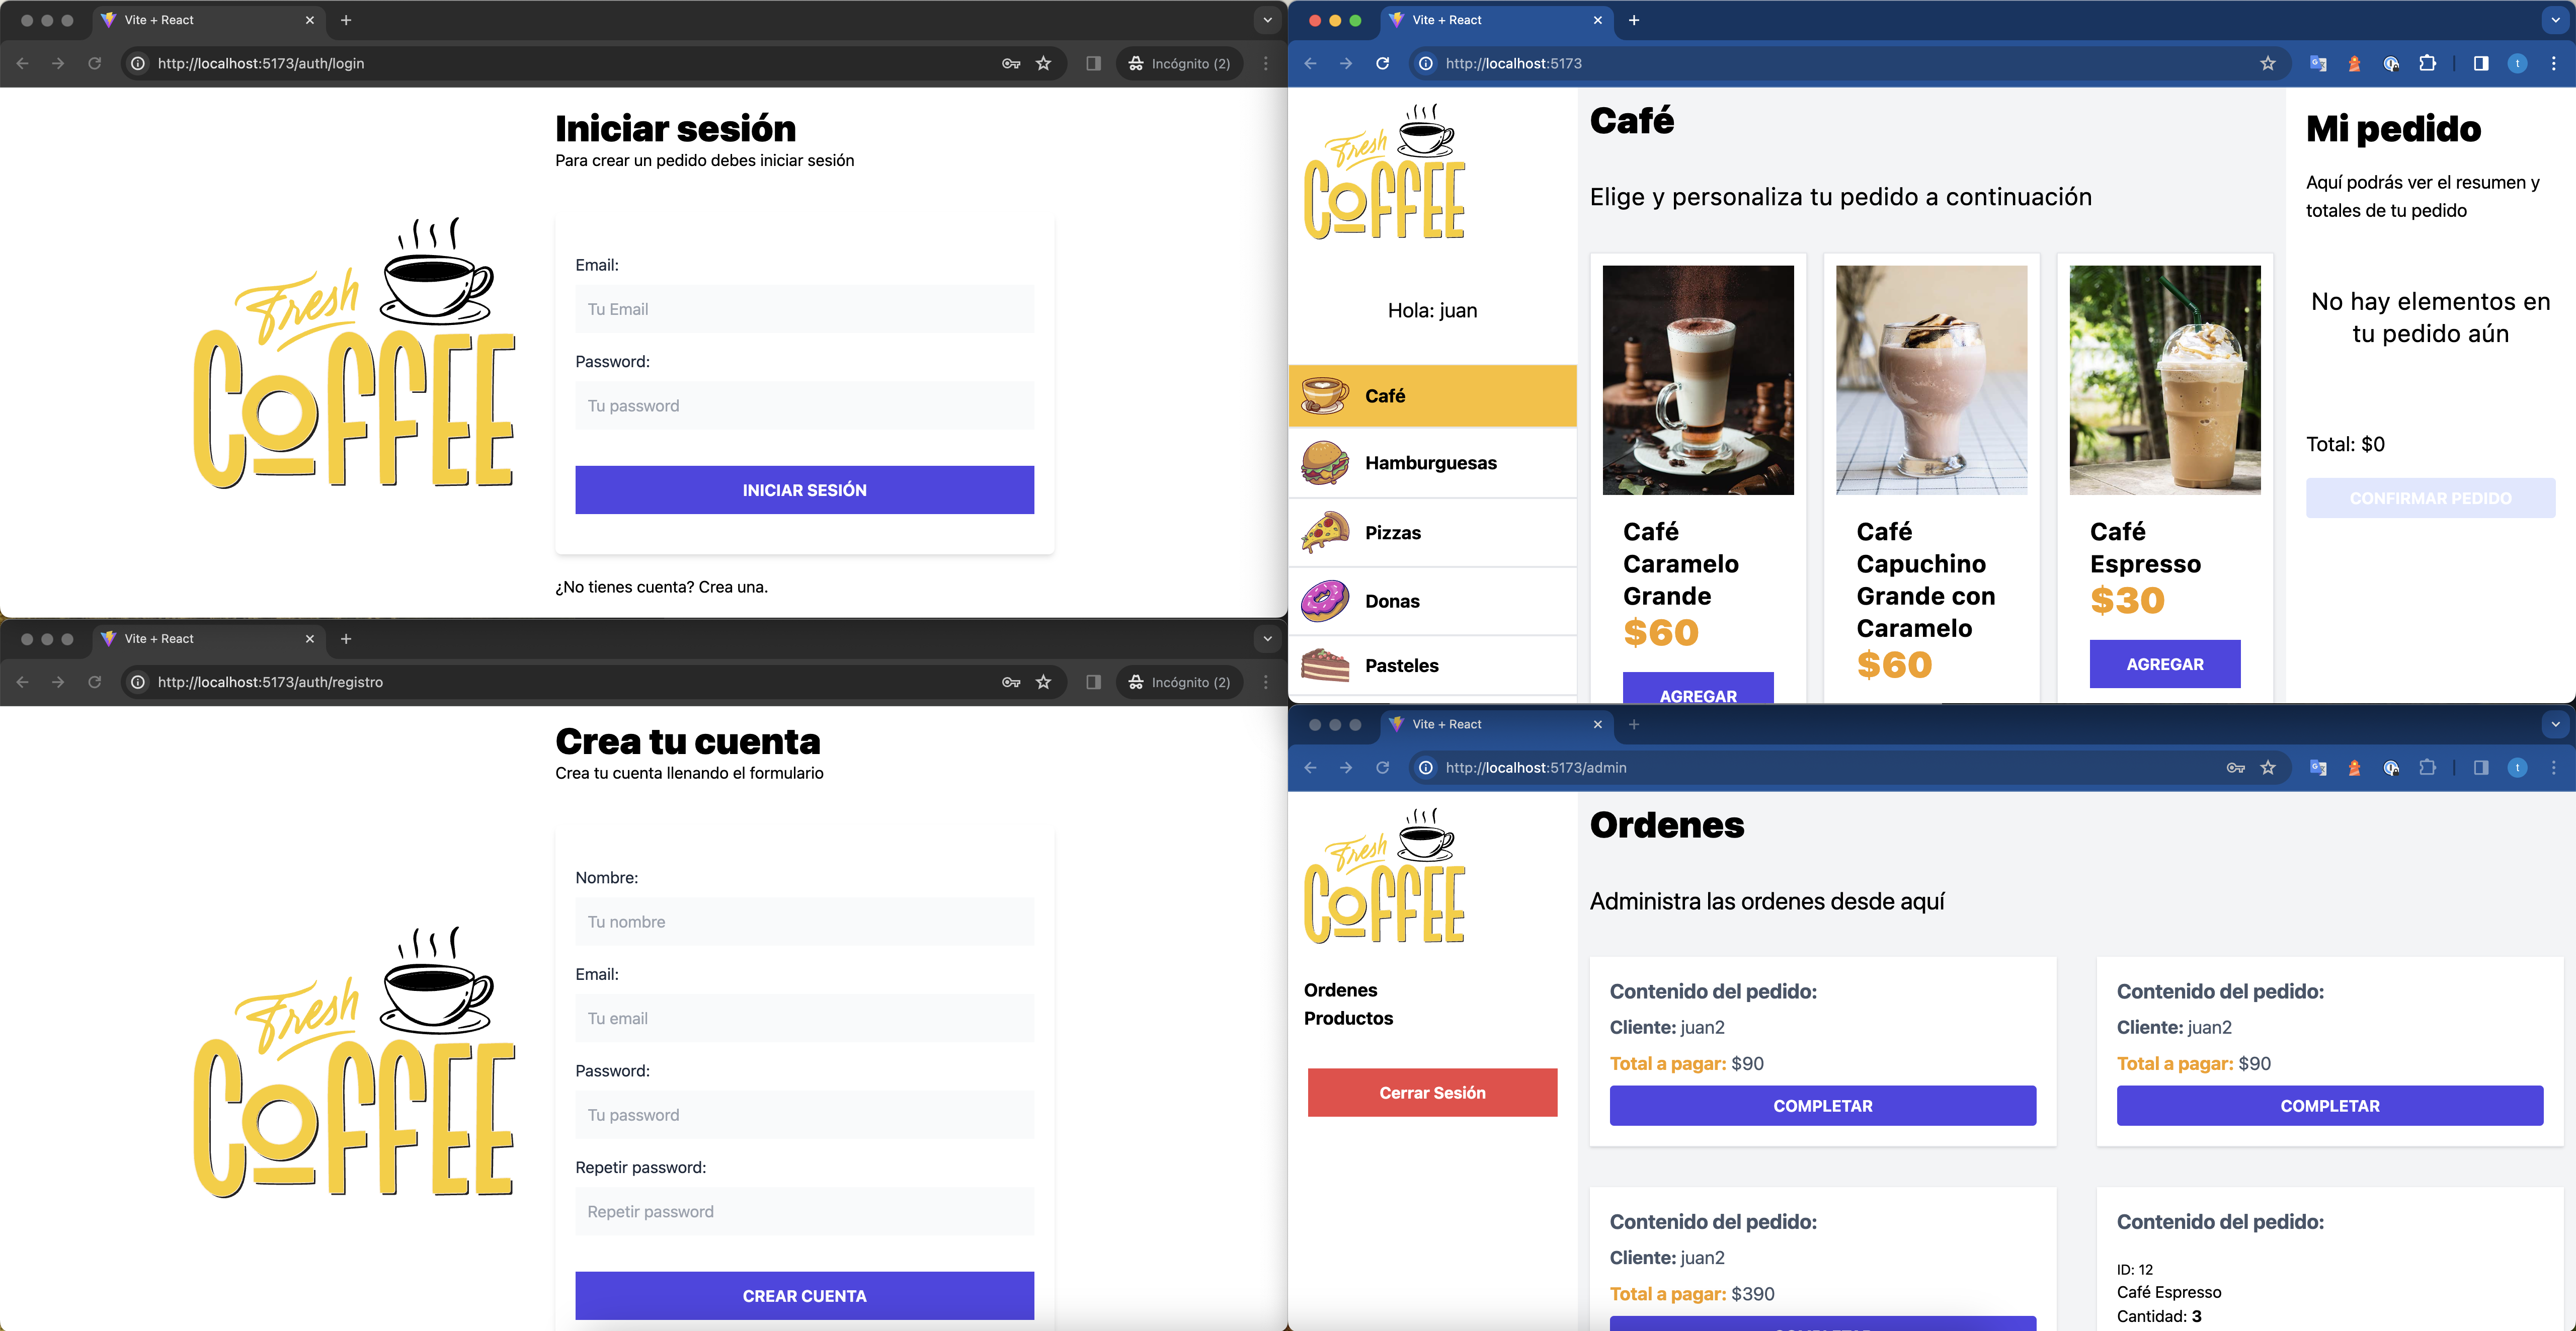 Vite + React
http://localhost:5173/auth/login
Incógnito (2)
Iniciar sesión
Para crear un pedido debes iniciar sesión
Fresh
COFFEE
Email:
Tu Email
Password:
Tu password
INICIAR SESIÓN
¿No tienes cuenta? Crea una.
Vite + React
http://localhost:5173/auth/registro
Incógnito (2)
Crea tu cuenta
Crea tu cuenta llenando el formulario
Fresh
COFFEE
Nombre:
Tu nombre
Email:
Tu email
Password:
Tu password
Repetir password:
Repetir password
CREAR CUENTA
Vite + React
http://localhost:5173
t
Fresh
COFFEE
Hola: juan
Café
Hamburguesas
Pizzas
Donas
Pasteles
Café
Elige y personaliza tu pedido a continuación
Café
Caramelo
Grande
$60
AGREGAR
Café
Capuchino
Grande con
Caramelo
$60
Café
Espresso
$30
AGREGAR
Mi pedido
Aquí podrás ver el resumen y
totales de tu pedido
No hay elementos en
tu pedido aún
Total: $0
CONFIRMAR PEDIDO
Vite + React
http://localhost:5173/admin
t
Fresh
COFFEE
Ordenes
Productos
Cerrar Sesión
Ordenes
Administra las ordenes desde aquí
Contenido del pedido:
Cliente: juan2
Total a pagar: $90
COMPLETAR
Contenido del pedido:
Cliente: juan2
Total a pagar: $90
COMPLETAR
Contenido del pedido:
Cliente: juan2
Total a pagar: $390
Contenido del pedido:
ID: 12
Café Espresso
Cantidad: 3